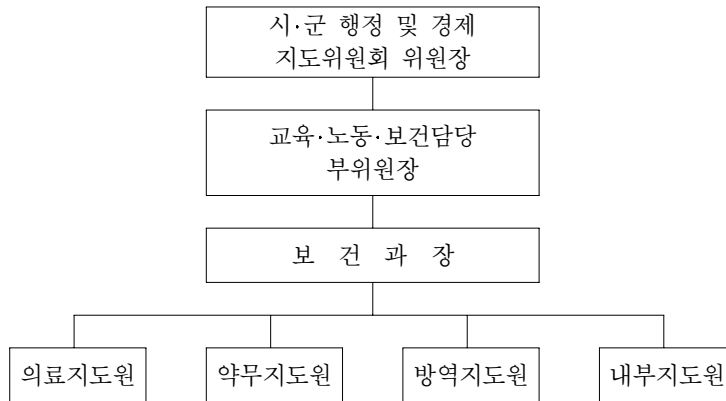 시·군 행정 및 경제
지도위원회 위원장
교육·노동·보건담당
부위원장
보 건 과 장
의료지도원 약무지도원 방역지도원 내부지도원